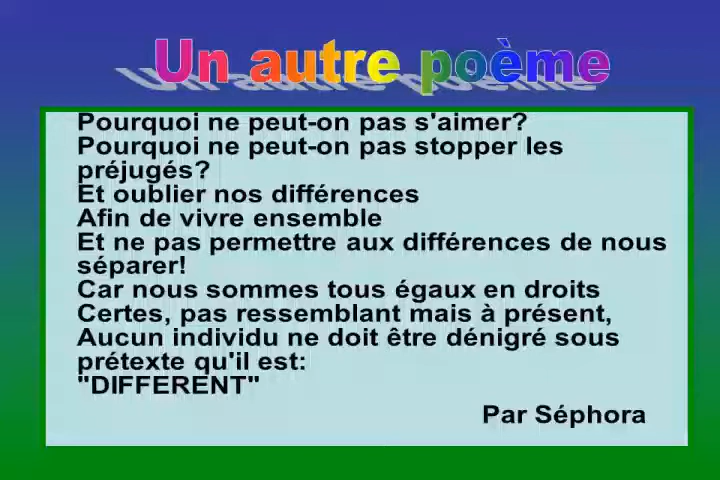 Un autre poème
Pourquoi ne peut-on pas s'aimer?
Pourquoi ne peut-on pas stopper les
préjugés?
Et oublier nos différences
Afin de vivre ensemble
Et ne pas permettre aux différences de nous
séparer!
Car nous sommes tous égaux en droits
Certes, pas ressemblant mais à présent,
Aucun individu ne doit être dénigré sous
prétexte qu'il est:
"DIFFERENT"
Par Séphora